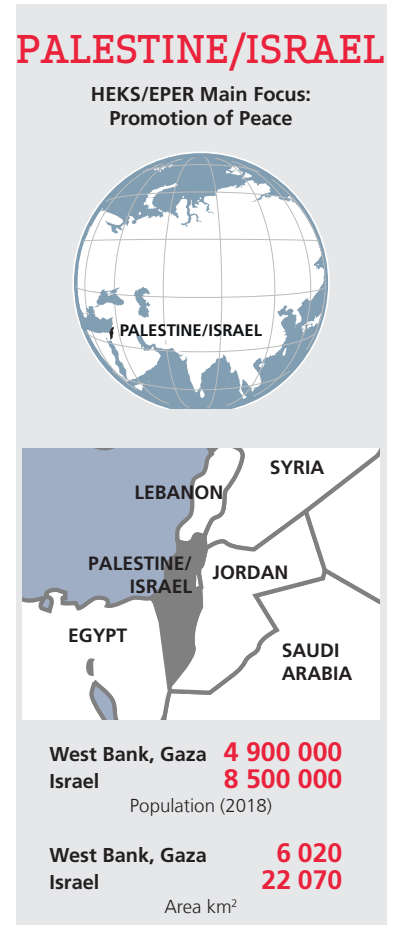 PALESTINE/ISRAEL
HEKS/EPER Main Focus:
Promotion of Peace
PALESTINE/ISRAEL
SYRIA
LEBANON
PALESTINE/
ISRAEL
JORDAN
EGYPT
SAUDI
ARABIA
West Bank, Gaza 4 900 000
Israel 8 500 000
Population (2018)
West Bank, Gaza 6 020
Israel 22 070
Area km²